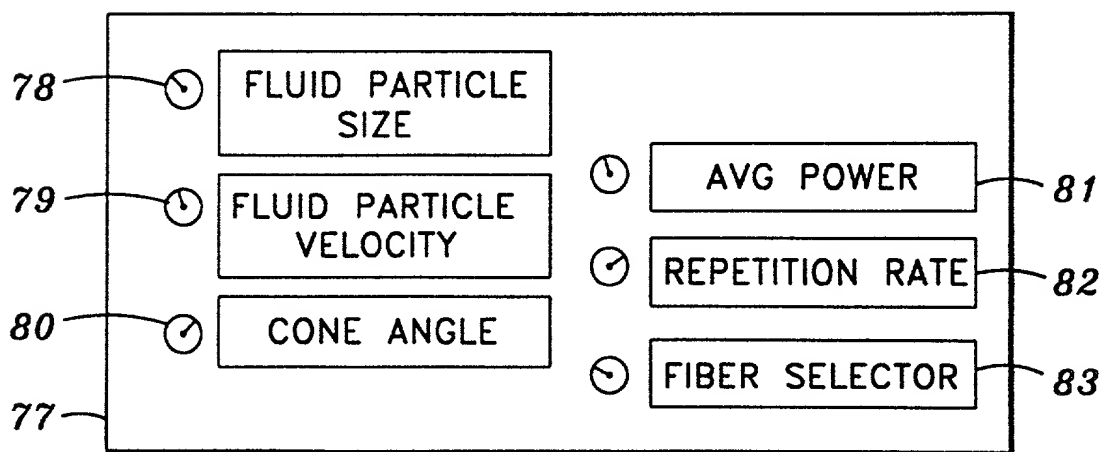 78
FLUID PARTICLE
SIZE
79
FLUID PARTICLE
VELOCITY
80
CONE ANGLE
77
AVG POWER
81
REPETITION RATE
82
FIBER SELECTOR
83